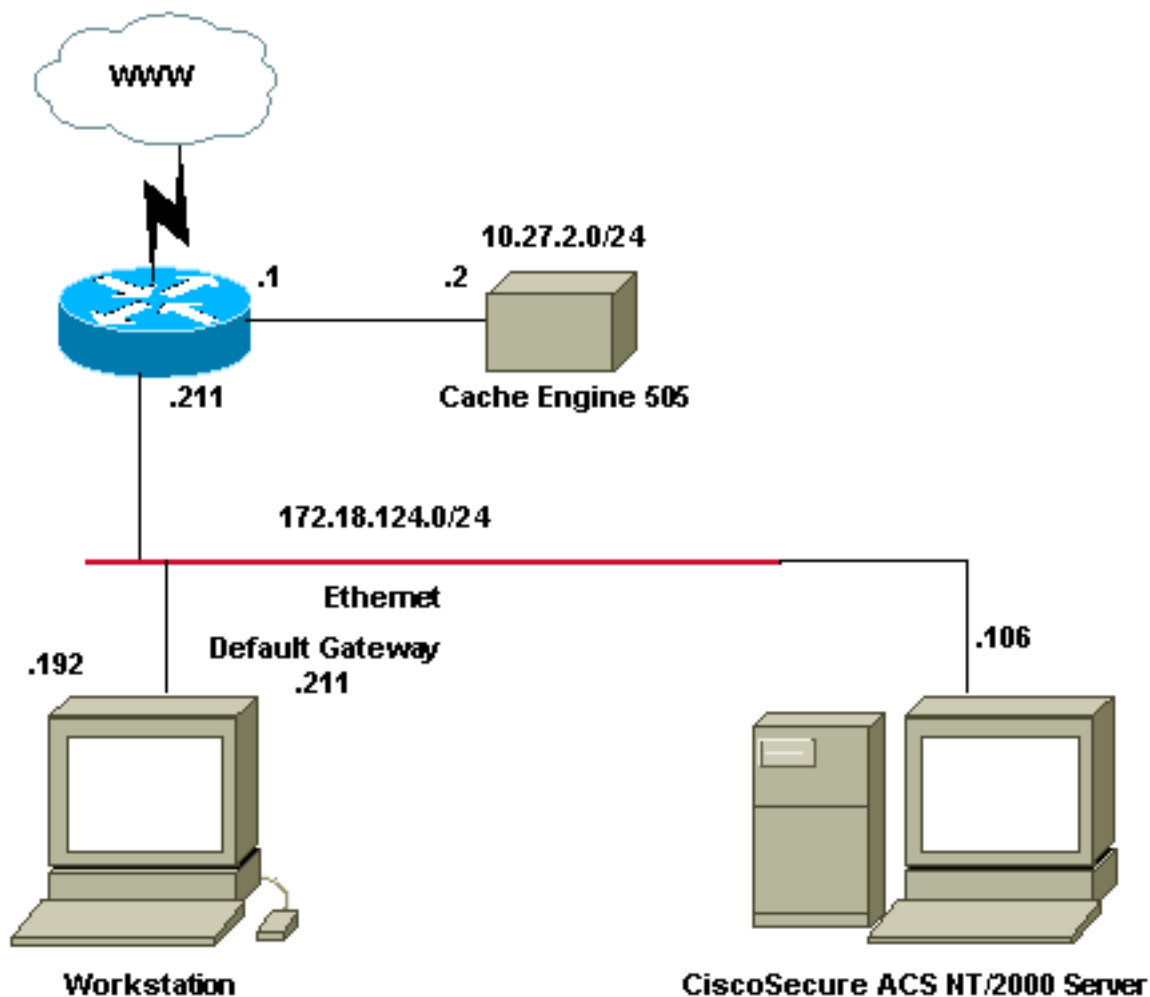 WWW
10.27.2.0/24
.1
.2
.211
Cache Engine 505
172.18.124.0/24
Ethernet
.192
Default Gateway
.211
.106
Workstation
CiscoSecure ACS NT/2000 Server